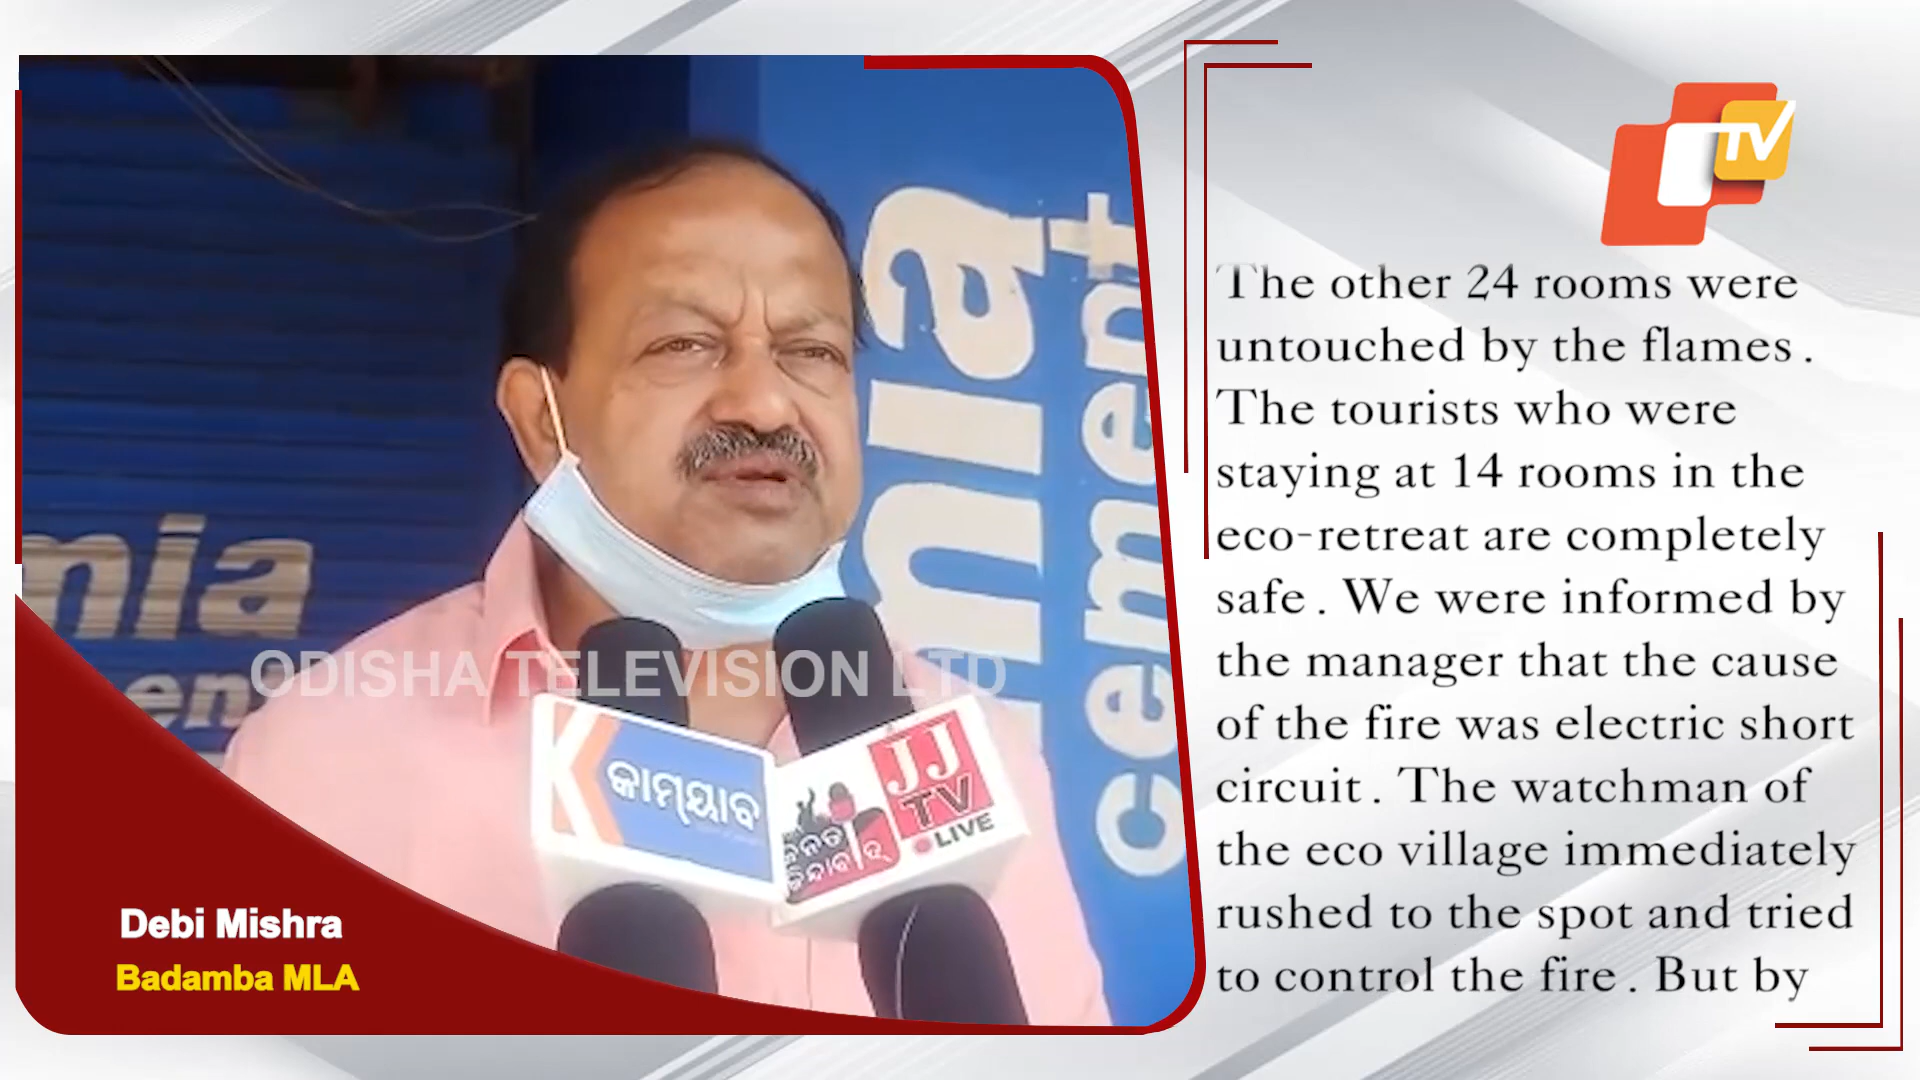 TV
The other 24 rooms were
untouched by the flames.
The tourists who were
staying at 14 rooms in the
eco-retreat are completely
safe. We were informed by
the manager that the cause
of the fire was electric short
circuit. The watchman of
the eco village immediately
rushed to the spot and tried
to control the fire. But by
mia
cement
ODISHA TELEVISION LTD
K
କାମୟାବ
JJ
TV
LIVE
Debi Mishra
Badamba MLA